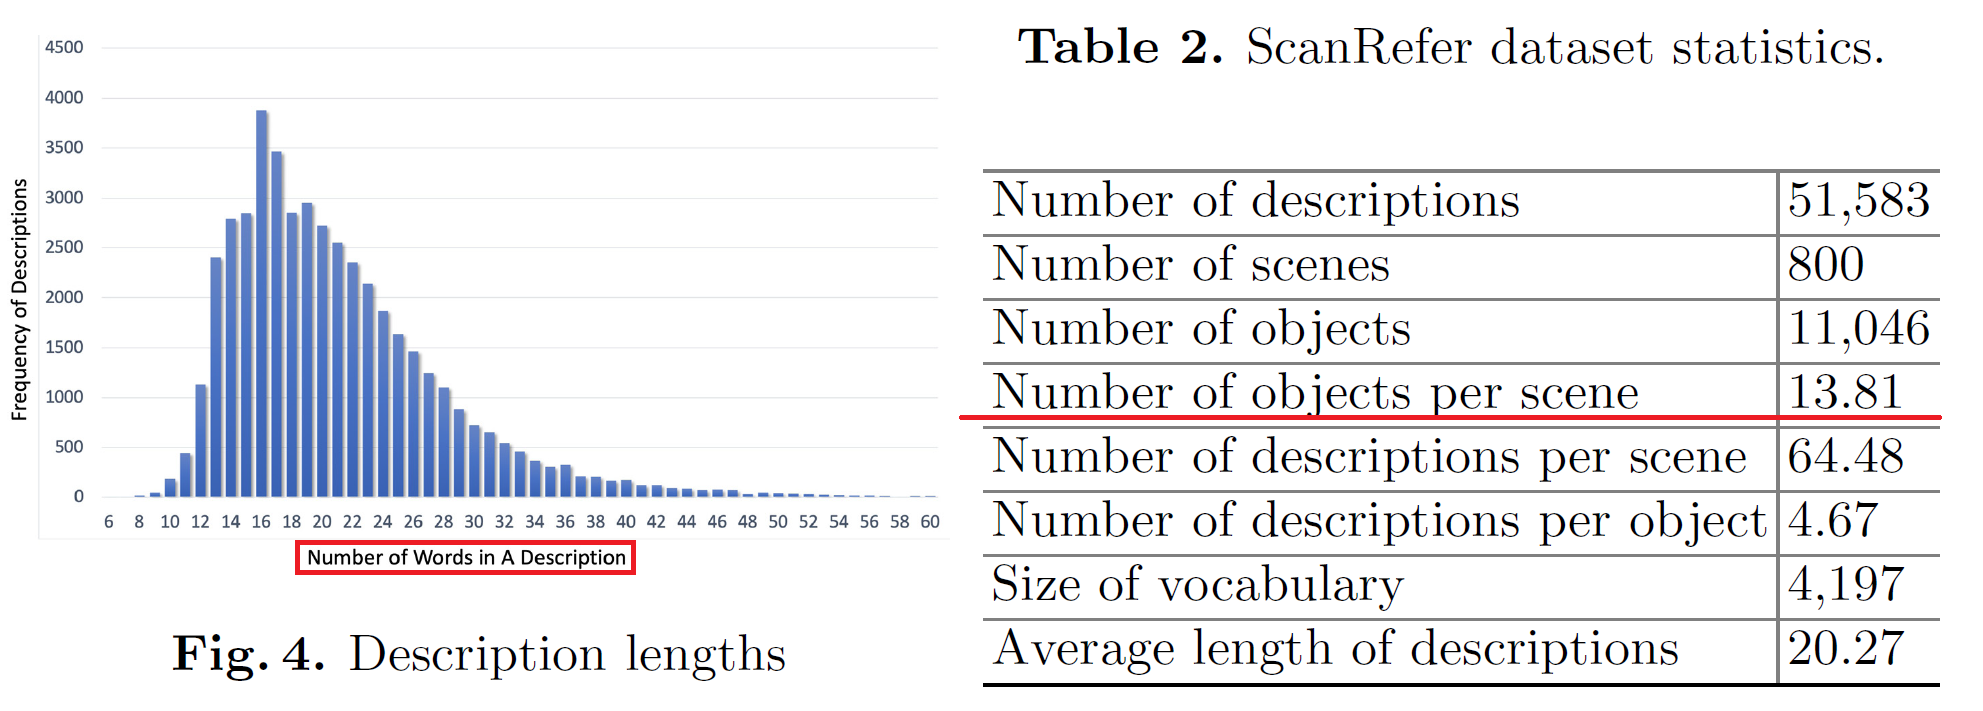 4500
4000
3500
3000
2500
2000
1500
1000
500
0
Frequency of Descriptions
6 8 10 12 14 16 18 20 22 24 26 28 30 32 34 36 38 40 42 44 46 48 50 52 54 56 58 60
Number of Words in A Description
Fig. 4. Description lengths
Table 2. ScanRefer dataset statistics.
Number of descriptions 51,583
Number of scenes 800
Number of objects 11,046
Number of objects per scene 13.81
Number of descriptions per scene 64.48
Number of descriptions per object 4.67
Size of vocabulary 4,197
Average length of descriptions 20.27